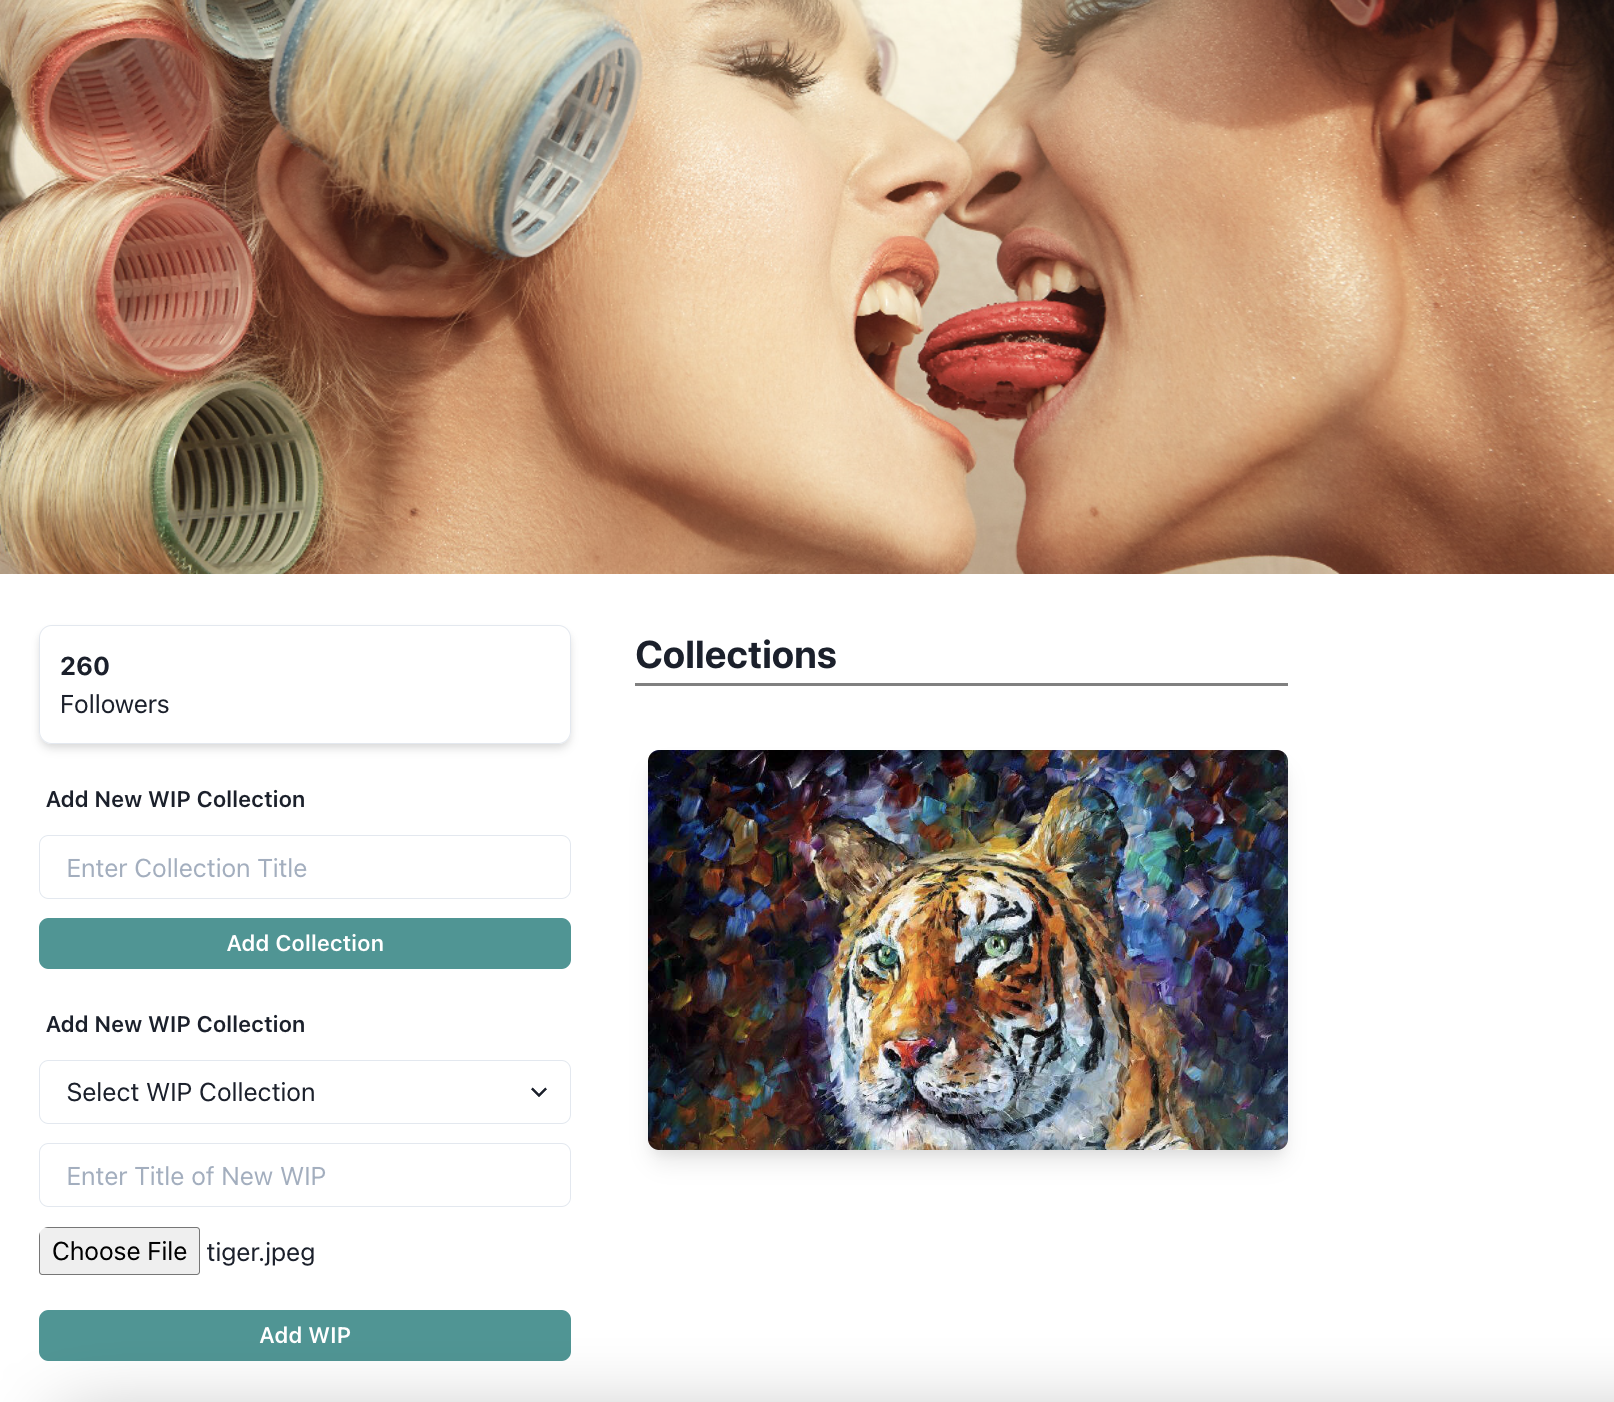 260
Followers
Add New WIP Collection
Enter Collection Title
Add Collection
Add New WIP Collection
Select WIP Collection
Enter Title of New WIP
Choose File tiger.jpeg
Add WIP
Collections